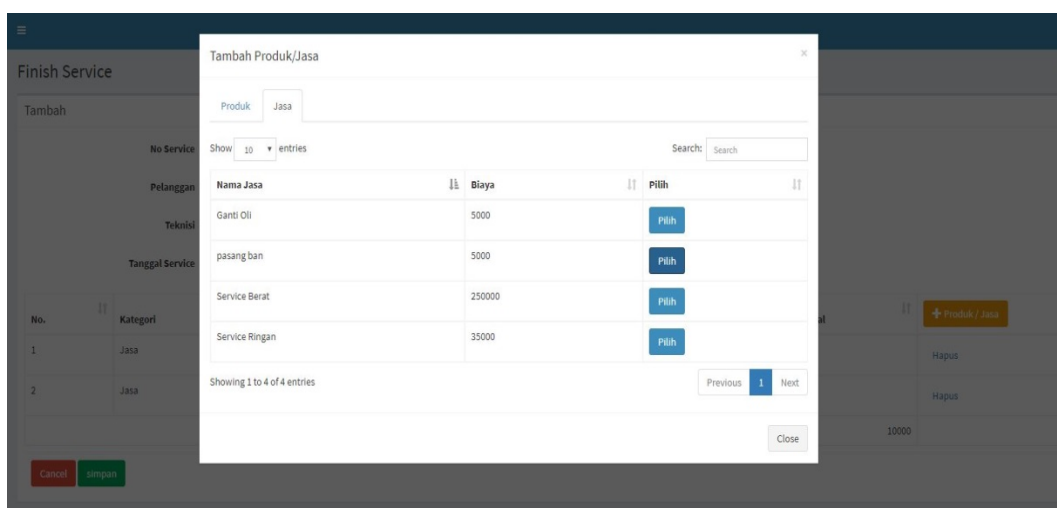 Finish Service
Tambah
No Service
Pelanggan
Teknisi
Tanggal Service
No. Kategori al + Produk / Jasa
1 Jasa Hapus
2 Jasa Hapus
10000
Cancel simpan
Tambah Produk/Jasa ×
Produk Jasa
Show 10 entries Search: Search
Nama Jasa Biaya Pilih
Ganti Oli 5000 Pilih
pasang ban 5000 Pilih
Service Berat 250000 Pilih
Service Ringan 35000 Pilih
Showing 1 to 4 of 4 entries Previous 1 Next
Close